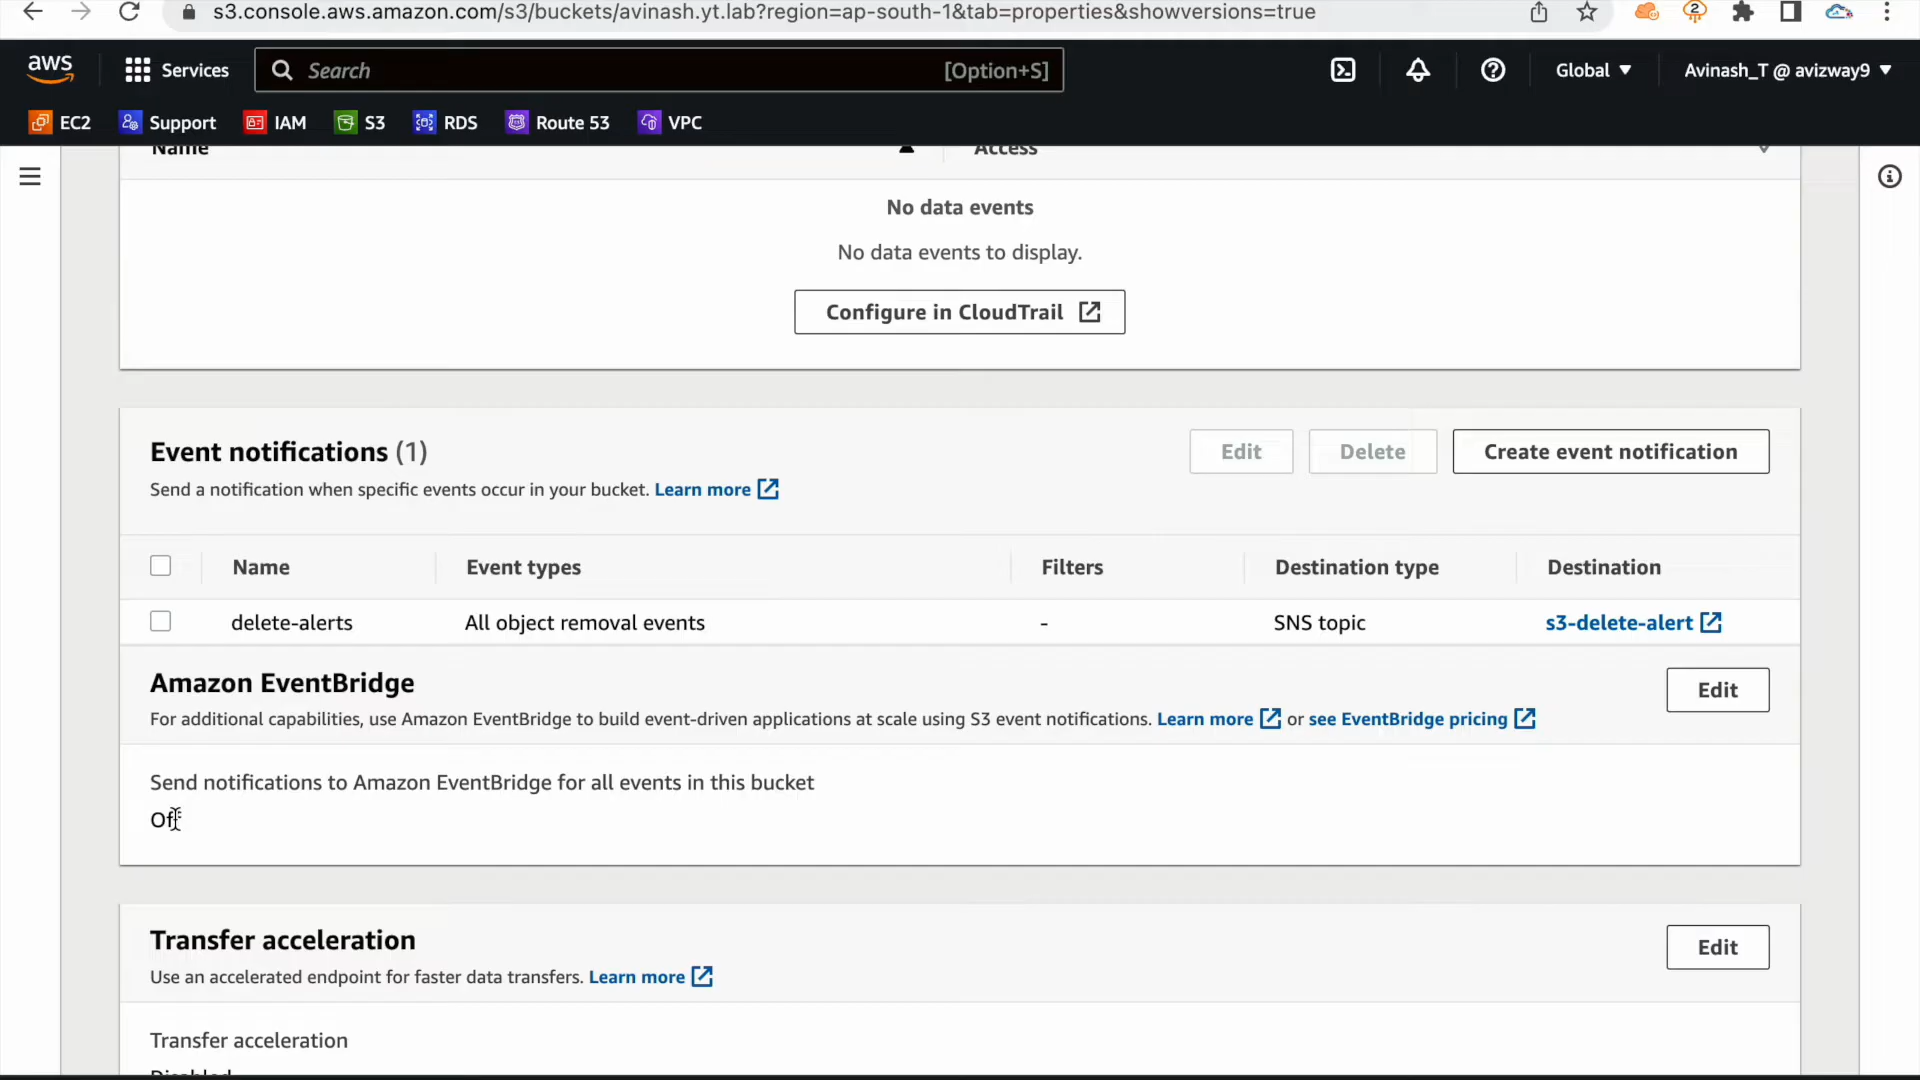 s3.console.aws.amazon.com/s3/buckets/avinash.yt.lab?region=ap-south-1&tab=properties&showversions=true
2
aws
Services
Search
[Option+S]
Global
Avinash_T @ avizway9
EC2
Support
IAM
S3
RDS
Route 53
VPC
Name
Access
No data events
No data events to display.
Configure in CloudTrail
Event notifications (1)
Edit
Delete
Create event notification
Send a notification when specific events occur in your bucket. Learn more
Name
Event types
Filters
Destination type
Destination
delete-alerts
All object removal events
-
SNS topic
s3-delete-alert
Amazon EventBridge
Edit
For additional capabilities, use Amazon EventBridge to build event-driven applications at scale using S3 event notifications. Learn more or see EventBridge pricing
Send notifications to Amazon EventBridge for all events in this bucket
Off
Transfer acceleration
Edit
Use an accelerated endpoint for faster data transfers. Learn more
Transfer acceleration
Disabled